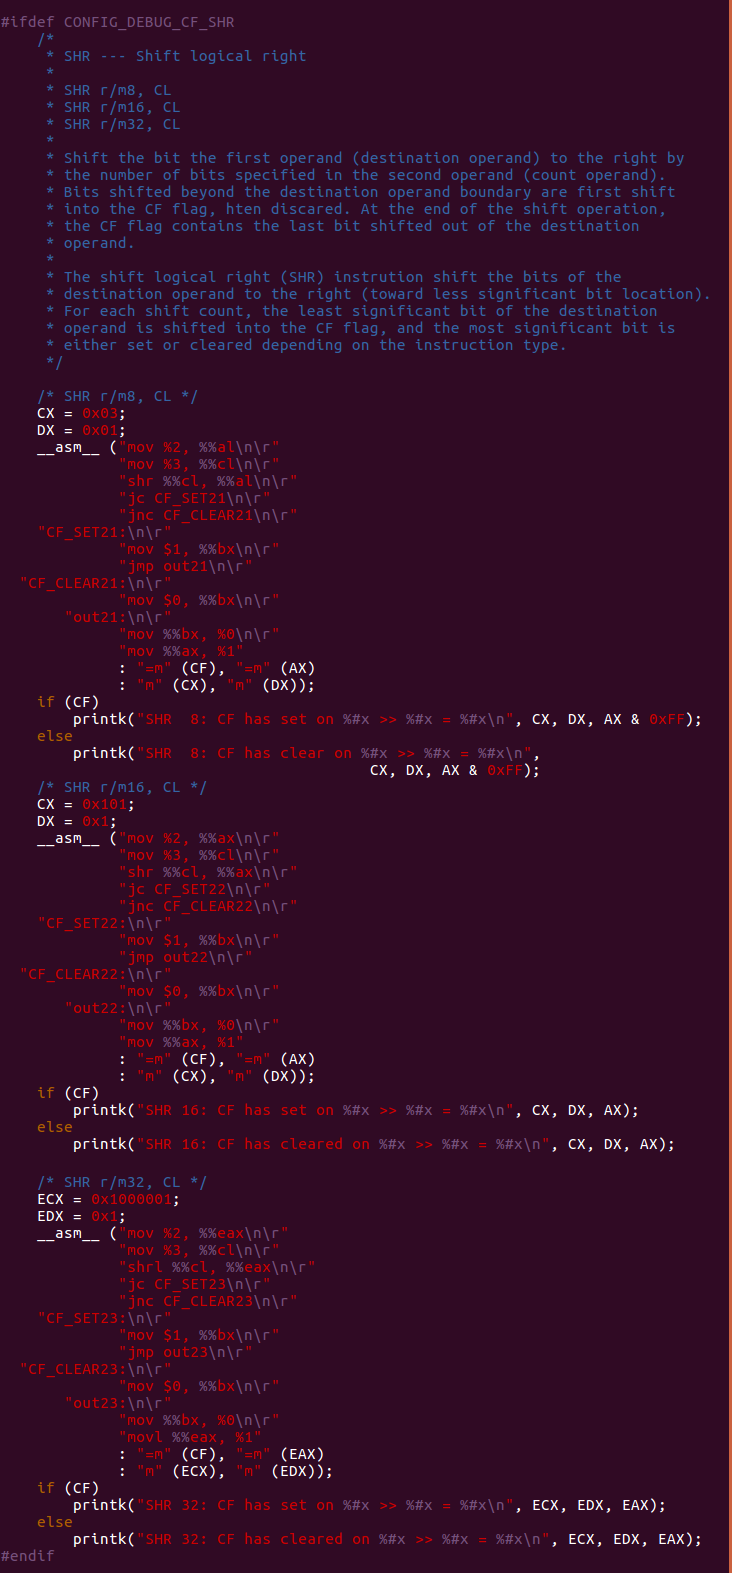 #ifdef CONFIG_DEBUG_CF_SHR
    /*
     * SHR --- Shift logical right
     *
     * SHR r/m8, CL
     * SHR r/m16, CL
     * SHR r/m32, CL
     *
     * Shift the bit the first operand (destination operand) to the right by
     * the number of bits specified in the second operand (count operand).
     * Bits shifted beyond the destination operand boundary are first shift
     * into the CF flag, hten discared. At the end of the shift operation,
     * the CF flag contains the last bit shifted out of the destination
     * operand.
     *
     * The shift logical right (SHR) instrution shift the bits of the
     * destination operand to the right (toward less significant bit location).
     * For each shift count, the least significant bit of the destination
     * operand is shifted into the CF flag, and the most significant bit is
     * either set or cleared depending on the instruction type.
     */

    /* SHR r/m8, CL */
    CX = 0x03;
    DX = 0x01;
    __asm__ ("mov %2, %%al\n\r"
             "mov %3, %%cl\n\r"
             "shr %%cl, %%al\n\r"
             "jc CF_SET21\n\r"
             "jnc CF_CLEAR21\n\r"
    "CF_SET21:\n\r"
             "mov $1, %%bx\n\r"
             "jmp out21\n\r"
  "CF_CLEAR21:\n\r"
             "mov $0, %%bx\n\r"
       "out21:\n\r"
             "mov %%bx, %0\n\r"
             "mov %%ax, %1"
             : "=m" (CF), "=m" (AX)
             : "m" (CX), "m" (DX));
    if (CF)
        printk("SHR  8: CF has set on %#x >> %#x = %#x\n", CX, DX, AX & 0xFF);
    else
        printk("SHR  8: CF has clear on %#x >> %#x = %#x\n",
                                         CX, DX, AX & 0xFF);
    /* SHR r/m16, CL */
    CX = 0x101;
    DX = 0x1;
    __asm__ ("mov %2, %%ax\n\r"
             "mov %3, %%cl\n\r"
             "shr %%cl, %%ax\n\r"
             "jc CF_SET22\n\r"
             "jnc CF_CLEAR22\n\r"
    "CF_SET22:\n\r"
             "mov $1, %%bx\n\r"
             "jmp out22\n\r"
  "CF_CLEAR22:\n\r"
             "mov $0, %%bx\n\r"
       "out22:\n\r"
             "mov %%bx, %0\n\r"
             "mov %%ax, %1"
             : "=m" (CF), "=m" (AX)
             : "m" (CX), "m" (DX));
    if (CF)
        printk("SHR 16: CF has set on %#x >> %#x = %#x\n", CX, DX, AX);
    else
        printk("SHR 16: CF has cleared on %#x >> %#x = %#x\n", CX, DX, AX);

    /* SHR r/m32, CL */
    ECX = 0x1000001;
    EDX = 0x1;
    __asm__ ("mov %2, %%eax\n\r"
             "mov %3, %%cl\n\r"
             "shrl %%cl, %%eax\n\r"
             "jc CF_SET23\n\r"
             "jnc CF_CLEAR23\n\r"
    "CF_SET23:\n\r"
             "mov $1, %%bx\n\r"
             "jmp out23\n\r"
  "CF_CLEAR23:\n\r"
             "mov $0, %%bx\n\r"
       "out23:\n\r"
             "mov %%bx, %0\n\r"
             "movl %%eax, %1"
             : "=m" (CF), "=m" (EAX)
             : "m" (ECX), "m" (EDX));
    if (CF)
        printk("SHR 32: CF has set on %#x >> %#x = %#x\n", ECX, EDX, EAX);
    else
        printk("SHR 32: CF has cleared on %#x >> %#x = %#x\n", ECX, EDX, EAX);
#endif